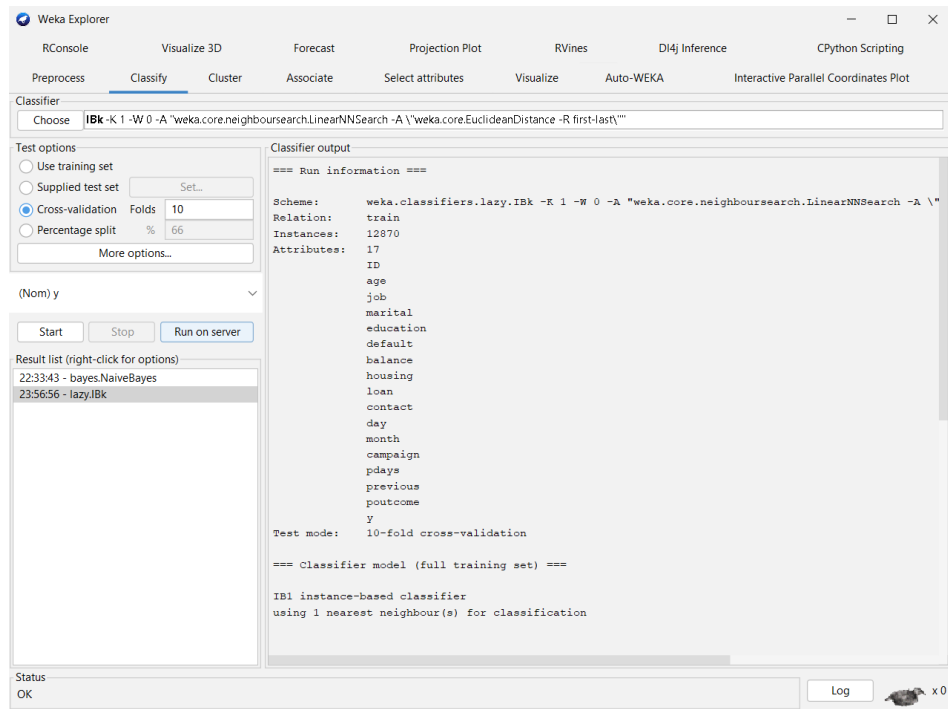 Weka Explorer
RConsole Visualize 3D Forecast Projection Plot RVines Dl4j Inference CPython Scripting
Preprocess Classify Cluster Associate Select attributes Visualize Auto-WEKA Interactive Parallel Coordinates Plot
Classifier
Choose IBk -K 1 -W 0 -A "weka.core.neighboursearch.LinearNNSearch -A \"weka.core.EuclideanDistance -R first-last\""
Test options
Use training set
Supplied test set Set...
Cross-validation Folds 10
Percentage split % 66
More options...
(Nom) y
Start Stop Run on server
Result list (right-click for options)
22:33:43 - bayes.NaiveBayes
23:56:56 - lazy.IBk
Classifier output
=== Run information ===
Scheme: weka.classifiers.lazy.IBk -K 1 -W 0 -A "weka.core.neighboursearch.LinearNNSearch -A \"
Relation: train
Instances: 12870
Attributes: 17
ID
age
job
marital
education
default
balance
housing
loan
contact
day
month
campaign
pdays
previous
poutcome
y
Test mode: 10-fold cross-validation
=== Classifier model (full training set) ===
IB1 instance-based classifier
using 1 nearest neighbour(s) for classification
Status
OK
Log x 0